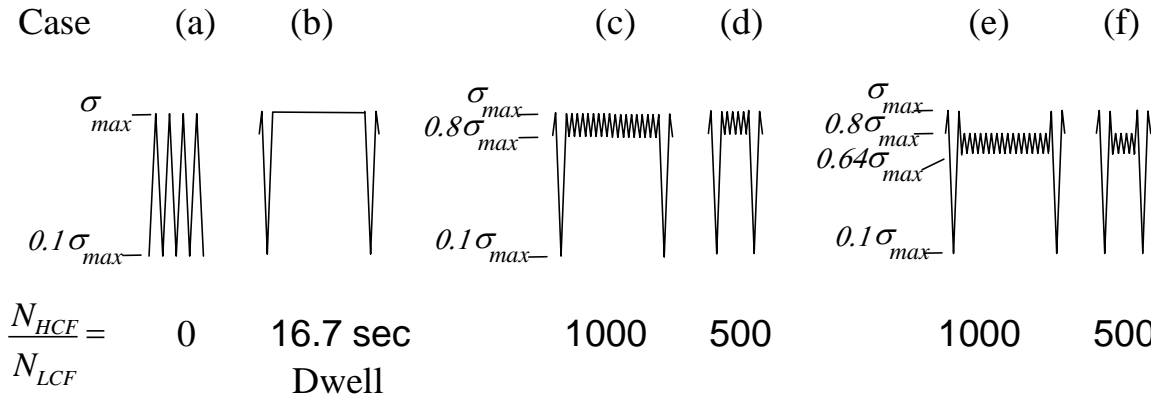 Case (a) (b) (c) (d) (e) (f)
σmax
0.1σmax
σmax
0.8σmax
0.1σmax
σmax
0.8σmax
0.64σmax
0.1σmax
NHCF
NLCF
= 0 16.7 sec 1000 500 1000 500
Dwell